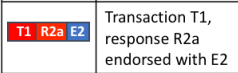 T1 R2a E2
Transaction T1,
response R2a
endorsed with E2